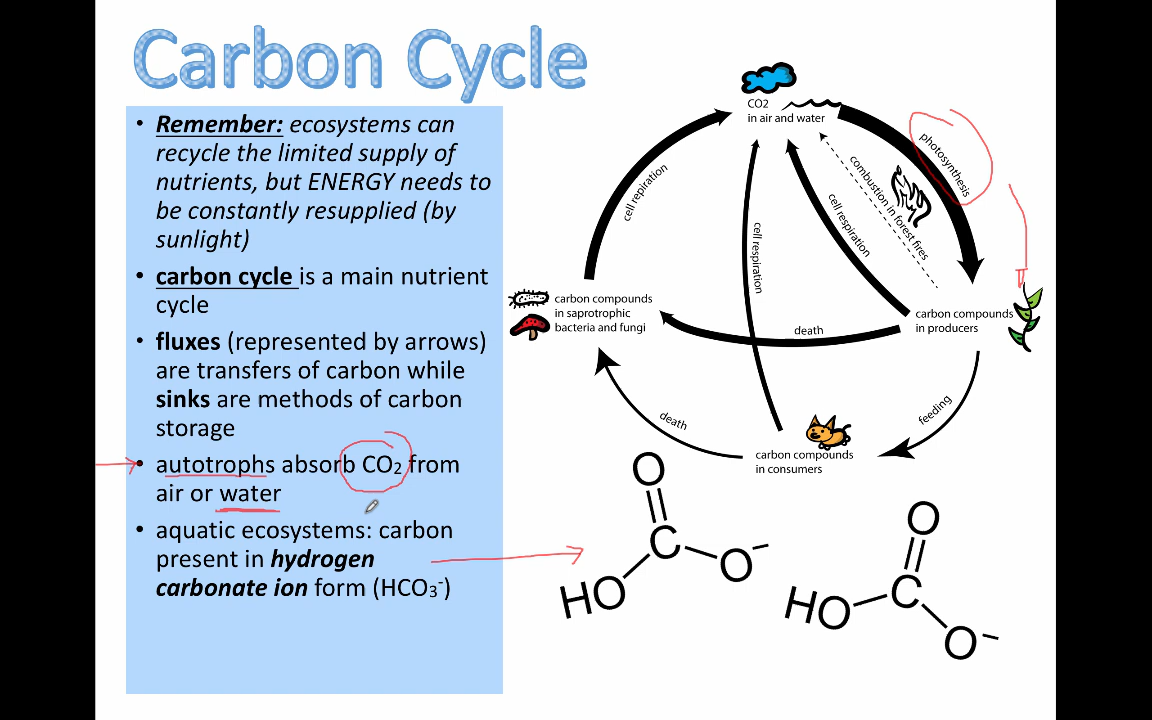 Carbon Cycle
• Remember: ecosystems can
recycle the limited supply of
nutrients, but ENERGY needs to
be constantly resupplied (by
sunlight)
• carbon cycle is a main nutrient
cycle
• fluxes (represented by arrows)
are transfers of carbon while
sinks are methods of carbon
storage
• autotrophs absorb CO₂ from
air or water
• aquatic ecosystems: carbon
present in hydrogen
carbonate ion form (HCO₃⁻)
CO2
in air and water
photosynthesis
combustion in forest fires
cell respiration
cell respiration
cell repiration
carbon compounds
in saprotrophic
bacteria and fungi
carbon compounds
in producers
death
feeding
death
carbon compounds
in consumers
O
C
O⁻
HO
O
C
HO
O⁻